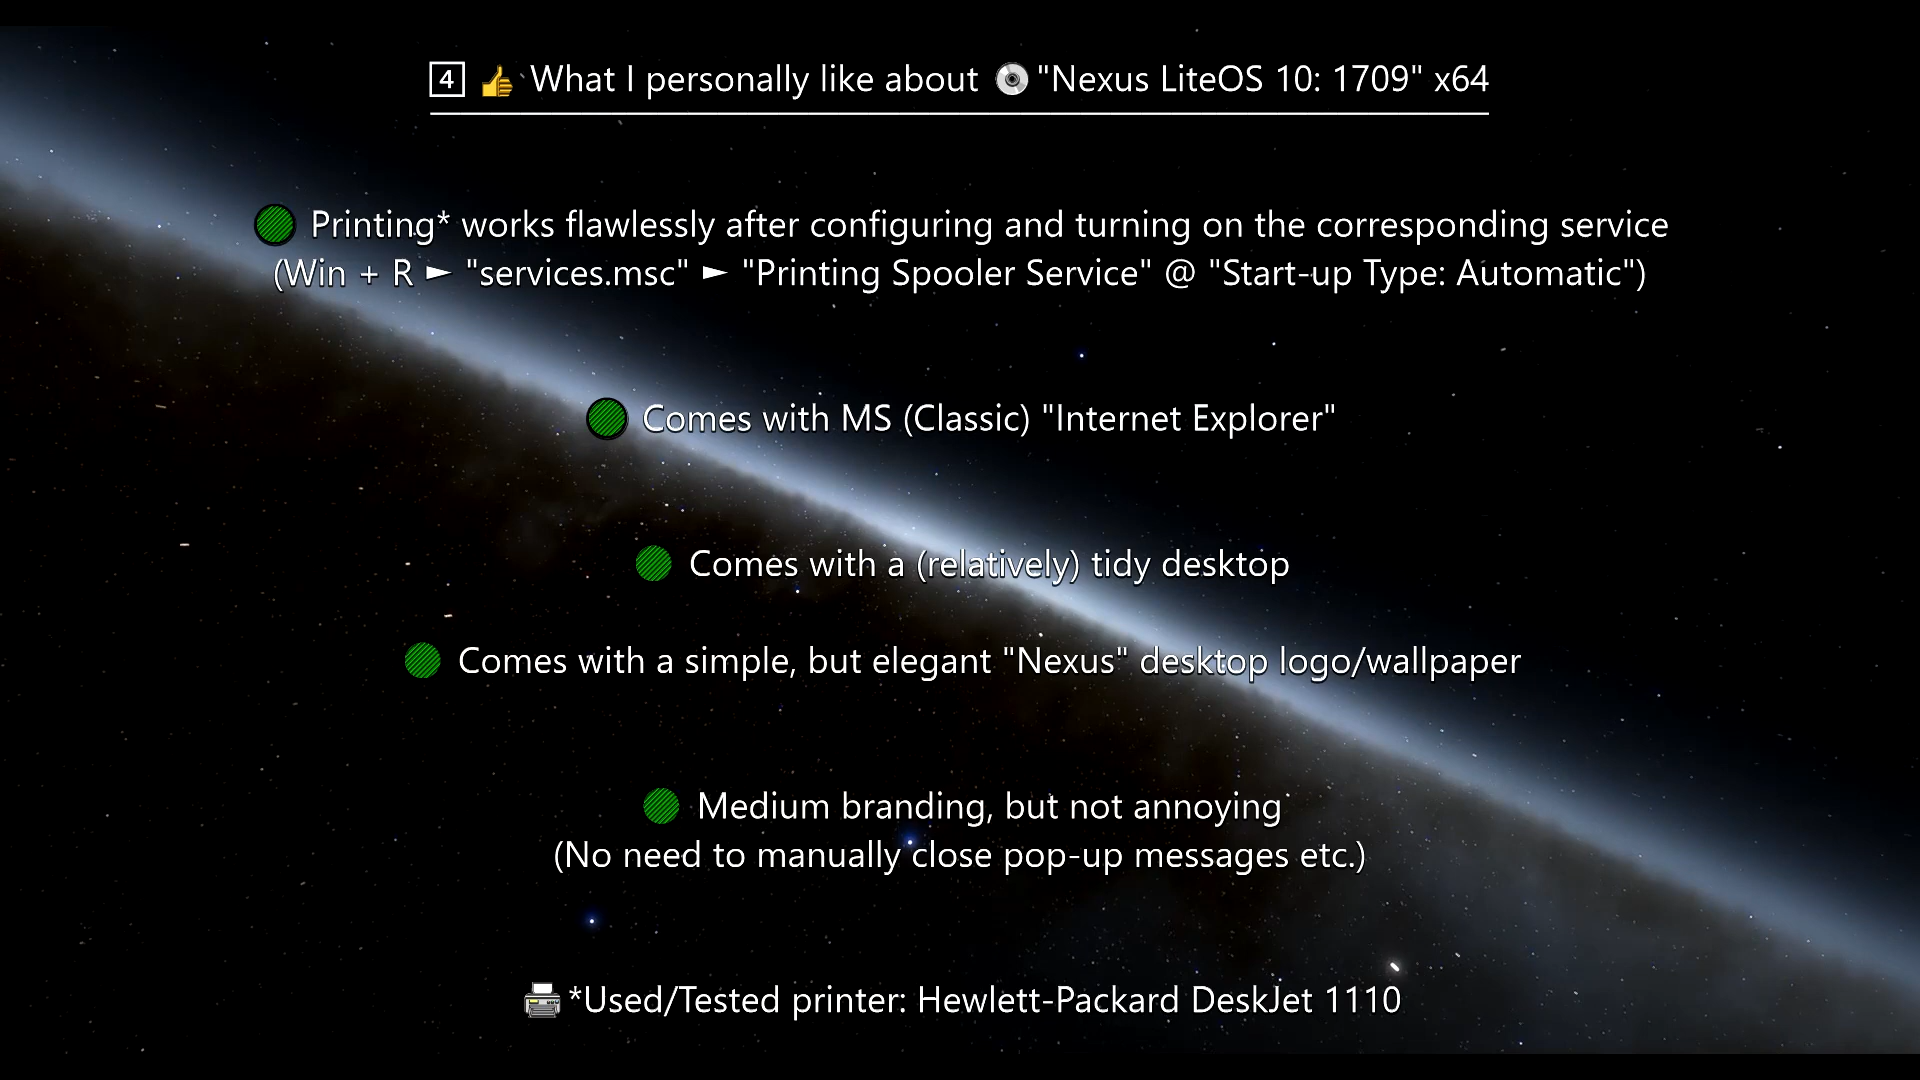 4 👍 What I personally like about 💿 "Nexus LiteOS 10: 1709" x64
Printing* works flawlessly after configuring and turning on the corresponding service
(Win + R ► "services.msc" ► "Printing Spooler Service" @ "Start-up Type: Automatic")
Comes with MS (Classic) "Internet Explorer"
Comes with a (relatively) tidy desktop
Comes with a simple, but elegant "Nexus" desktop logo/wallpaper
Medium branding, but not annoying
(No need to manually close pop-up messages etc.)
*Used/Tested printer: Hewlett-Packard DeskJet 1110